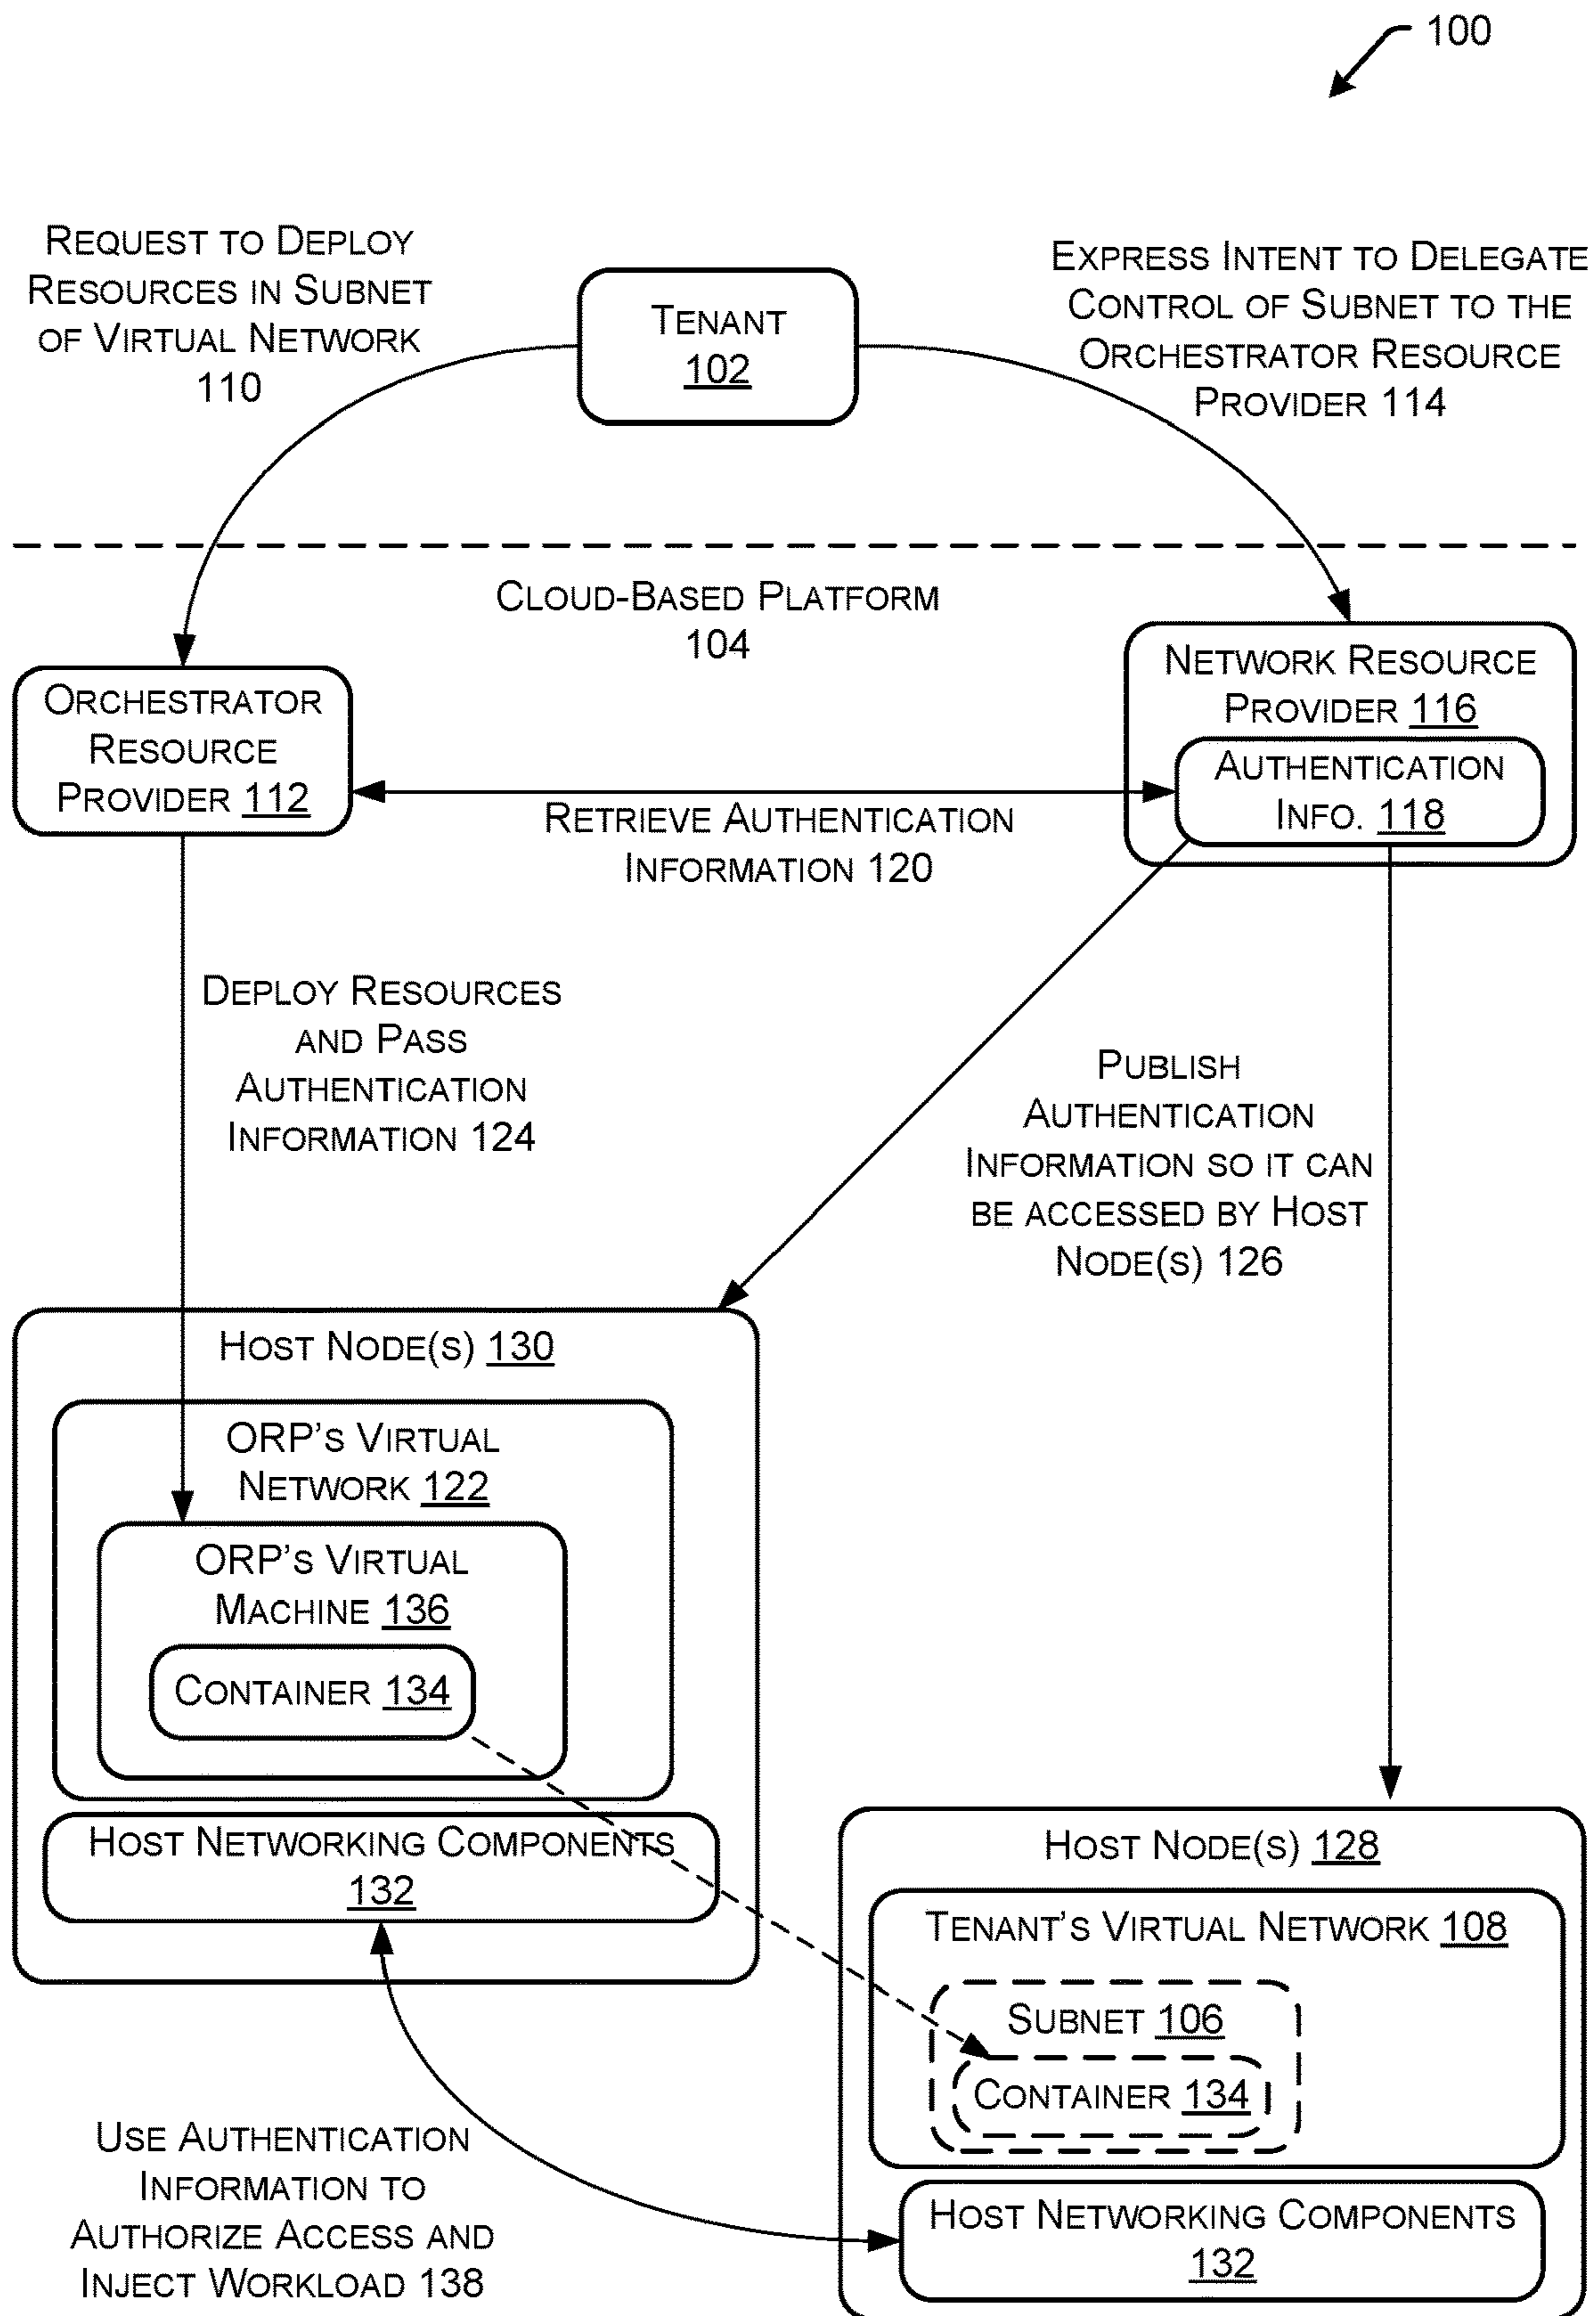 100
REQUEST TO DEPLOY
RESOURCES IN SUBNET
OF VIRTUAL NETWORK
110
TENANT
102
EXPRESS INTENT TO DELEGATE
CONTROL OF SUBNET TO THE
ORCHESTRATOR RESOURCE
PROVIDER 114
CLOUD-BASED PLATFORM
104
ORCHESTRATOR
RESOURCE
PROVIDER 112
NETWORK RESOURCE
PROVIDER 116
AUTHENTICATION
INFO. 118
RETRIEVE AUTHENTICATION
INFORMATION 120
DEPLOY RESOURCES
AND PASS
AUTHENTICATION
INFORMATION 124
PUBLISH
AUTHENTICATION
INFORMATION SO IT CAN
BE ACCESSED BY HOST
NODE(S) 126
HOST NODE(S) 130
ORP'S VIRTUAL
NETWORK 122
ORP'S VIRTUAL
MACHINE 136
CONTAINER 134
HOST NETWORKING COMPONENTS
132
HOST NODE(S) 128
TENANT'S VIRTUAL NETWORK 108
SUBNET 106
CONTAINER 134
HOST NETWORKING COMPONENTS
132
USE AUTHENTICATION
INFORMATION TO
AUTHORIZE ACCESS AND
INJECT WORKLOAD 138